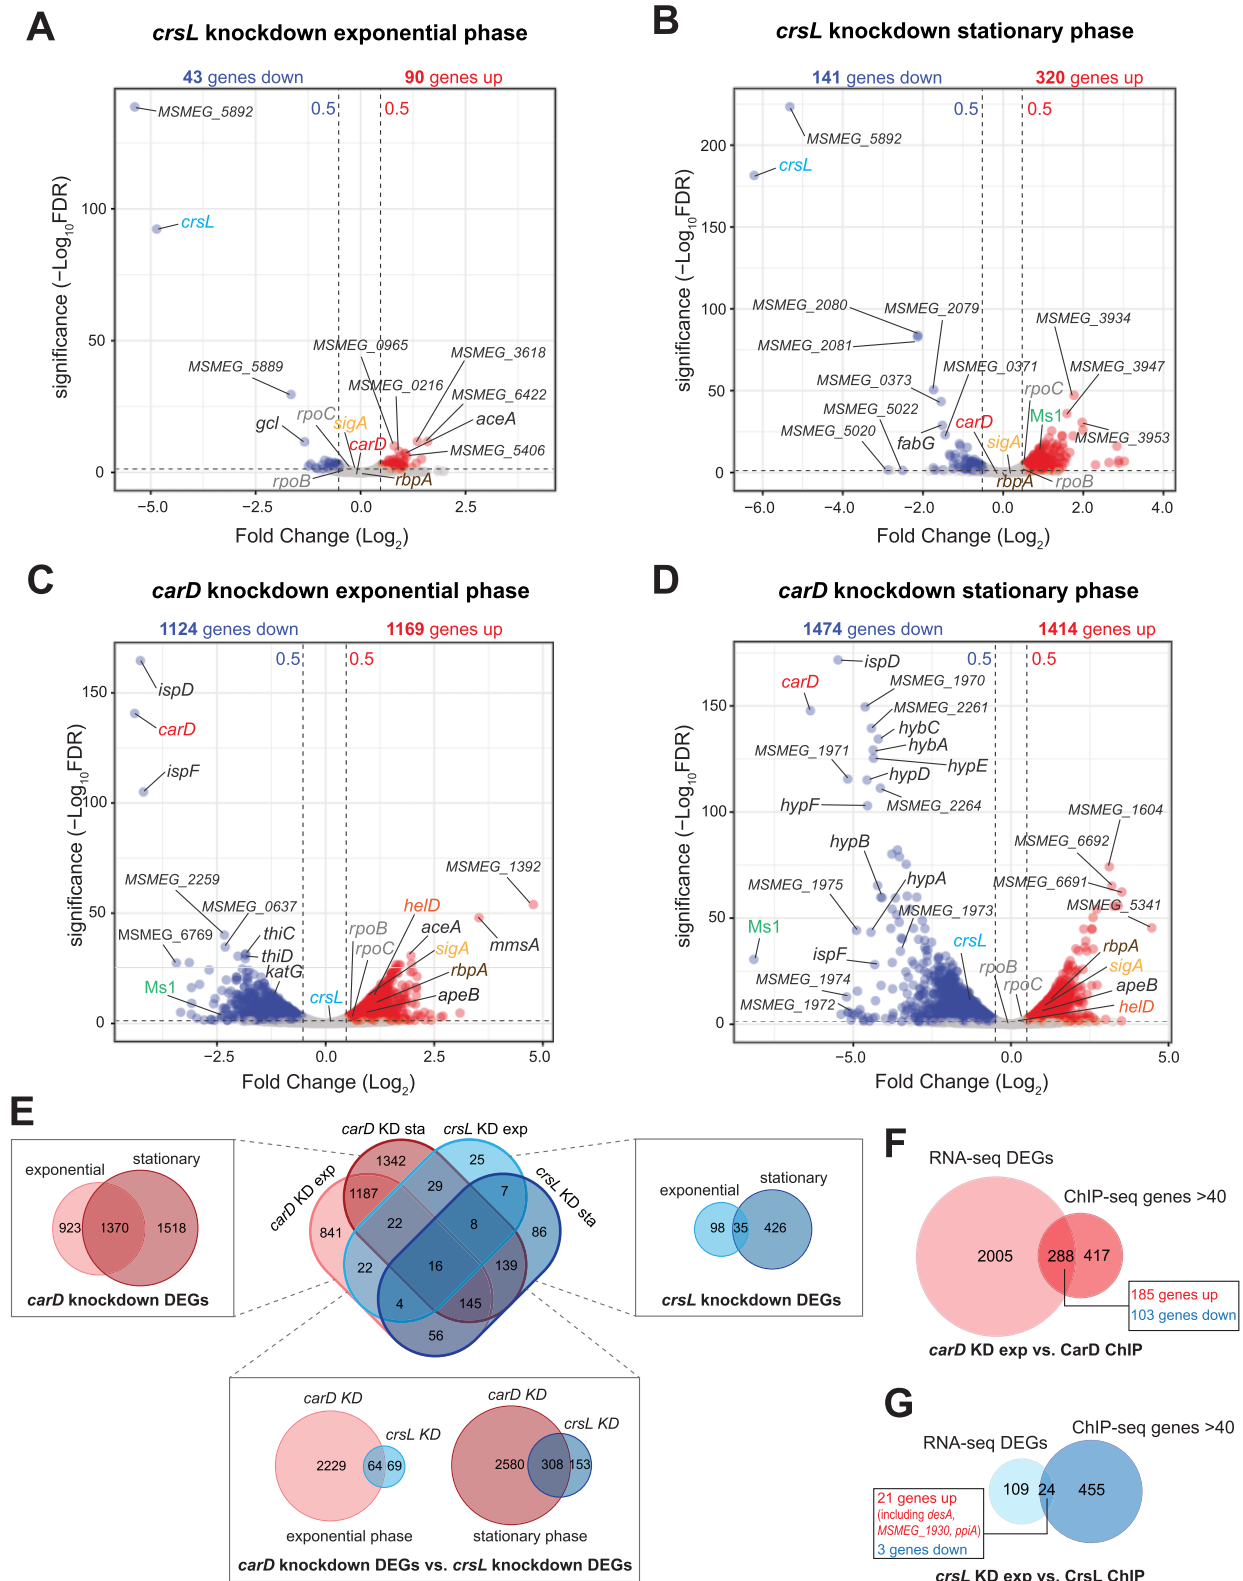 A
crsL knockdown exponential phase
43 genes down
90 genes up
0.5
0.5
MSMEG_5892
crsL
MSMEG_0965
MSMEG_3618
MSMEG_5889
MSMEG_0216
MSMEG_6422
gcl
rpoC
sigA
aceA
carD
MSMEG_5406
rpoB
rbpA
100
50
0
significance (−Log10FDR)
−5.0
−2.5
0.0
2.5
Fold Change (Log2)
B
crsL knockdown stationary phase
141 genes down
320 genes up
0.5
0.5
MSMEG_5892
crsL
MSMEG_2080
MSMEG_2079
MSMEG_3934
MSMEG_2081
MSMEG_0373
MSMEG_0371
MSMEG_3947
rpoC
MSMEG_5022
carD
Ms1
MSMEG_5020
fabG
sigA
MSMEG_3953
rbpA
rpoB
200
150
100
50
0
significance (−Log10FDR)
−6.0
−4.0
−2.0
0.0
2.0
4.0
Fold Change (Log2)
C
carD knockdown exponential phase
1124 genes down
1169 genes up
0.5
0.5
ispD
carD
ispF
MSMEG_1392
MSMEG_2259
MSMEG_0637
helD
MSMEG_6769
thiC
rpoB
aceA
mmsA
thiD
rpoC
sigA
katG
rbpA
Ms1
crsL
apeB
150
100
50
0
significance (−Log10FDR)
−2.5
0.0
2.5
5.0
Fold Change (Log2)
D
carD knockdown stationary phase
1474 genes down
1414 genes up
0.5
0.5
ispD
carD
MSMEG_1970
MSMEG_2261
hybC
MSMEG_1971
hybA
hypE
hypD
hypF
MSMEG_2264
MSMEG_1604
hypB
MSMEG_6692
MSMEG_1975
hypA
MSMEG_6691
MSMEG_1973
MSMEG_5341
Ms1
crsL
rbpA
ispF
rpoB
sigA
MSMEG_1974
rpoC
apeB
MSMEG_1972
helD
150
100
50
0
significance (−Log10FDR)
−5.0
0.0
5.0
Fold Change (Log2)
E
exponential
stationary
923
1370
1518
carD knockdown DEGs
carD KD exp
carD KD sta
crsL KD exp
crsL KD sta
1342
25
1187
29
7
841
22
8
86
22
16
139
4
145
56
exponential
stationary
98
35
426
crsL knockdown DEGs
carD KD
crsL KD
2229
64
69
exponential phase
carD KD
crsL KD
2580
308
153
stationary phase
carD knockdown DEGs vs. crsL knockdown DEGs
F
RNA-seq DEGs
ChIP-seq genes >40
2005
288
417
185 genes up
103 genes down
carD KD exp vs. CarD ChIP
G
ChIP-seq genes >40
RNA-seq DEGs
109
24
455
21 genes up
(including desA,
MSMEG_1930, ppiA)
3 genes down
crsL KD exp vs. CrsL ChIP